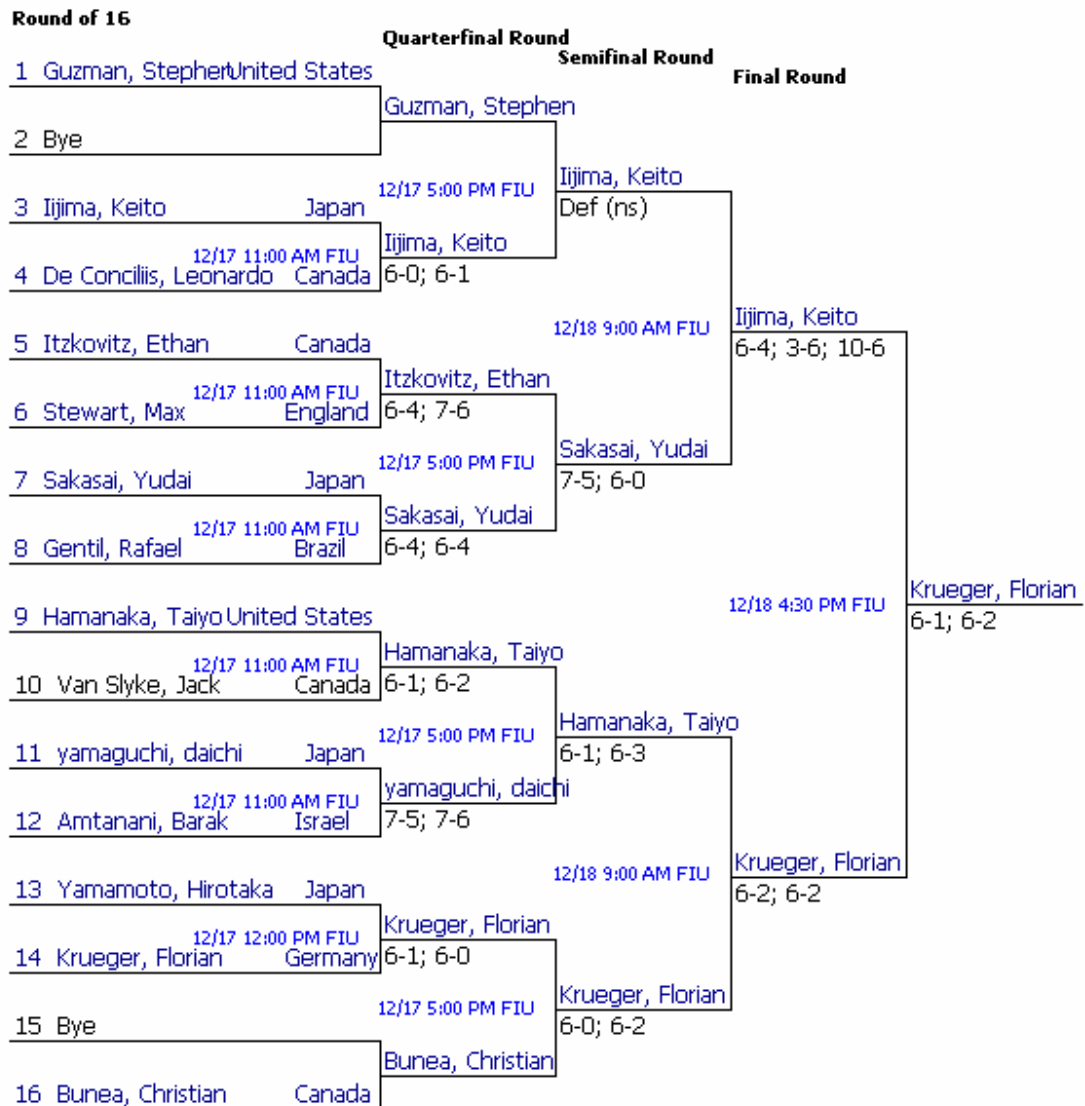 Round of 16
Quarterfinal Round
Semifinal Round
Final Round
1 Guzman, Stephen United States
Guzman, Stephen
2 Bye
12/17 5:00 PM FIU
Iijima, Keito
Def (ns)
3 Iijima, Keito Japan
12/17 11:00 AM FIU
Iijima, Keito
6-0; 6-1
4 De Conciliis, Leonardo Canada
12/18 9:00 AM FIU
Iijima, Keito
6-4; 3-6; 10-6
5 Itzkovitz, Ethan Canada
12/17 11:00 AM FIU
Itzkovitz, Ethan
6-4; 7-6
6 Stewart, Max England
12/17 5:00 PM FIU
Sakasai, Yudai
7-5; 6-0
7 Sakasai, Yudai Japan
12/17 11:00 AM FIU
Sakasai, Yudai
6-4; 6-4
8 Gentil, Rafael Brazil
12/18 4:30 PM FIU
Krueger, Florian
6-1; 6-2
9 Hamanaka, Taiyo United States
12/17 11:00 AM FIU
Hamanaka, Taiyo
6-1; 6-2
10 Van Slyke, Jack Canada
12/17 5:00 PM FIU
Hamanaka, Taiyo
6-1; 6-3
11 yamaguchi, daichi Japan
12/17 11:00 AM FIU
yamaguchi, daichi
7-5; 7-6
12 Amtanani, Barak Israel
12/18 9:00 AM FIU
Krueger, Florian
6-2; 6-2
13 Yamamoto, Hirotaka Japan
12/17 12:00 PM FIU
Krueger, Florian
6-1; 6-0
14 Krueger, Florian Germany
12/17 5:00 PM FIU
Krueger, Florian
6-0; 6-2
15 Bye
Bunea, Christian
16 Bunea, Christian Canada